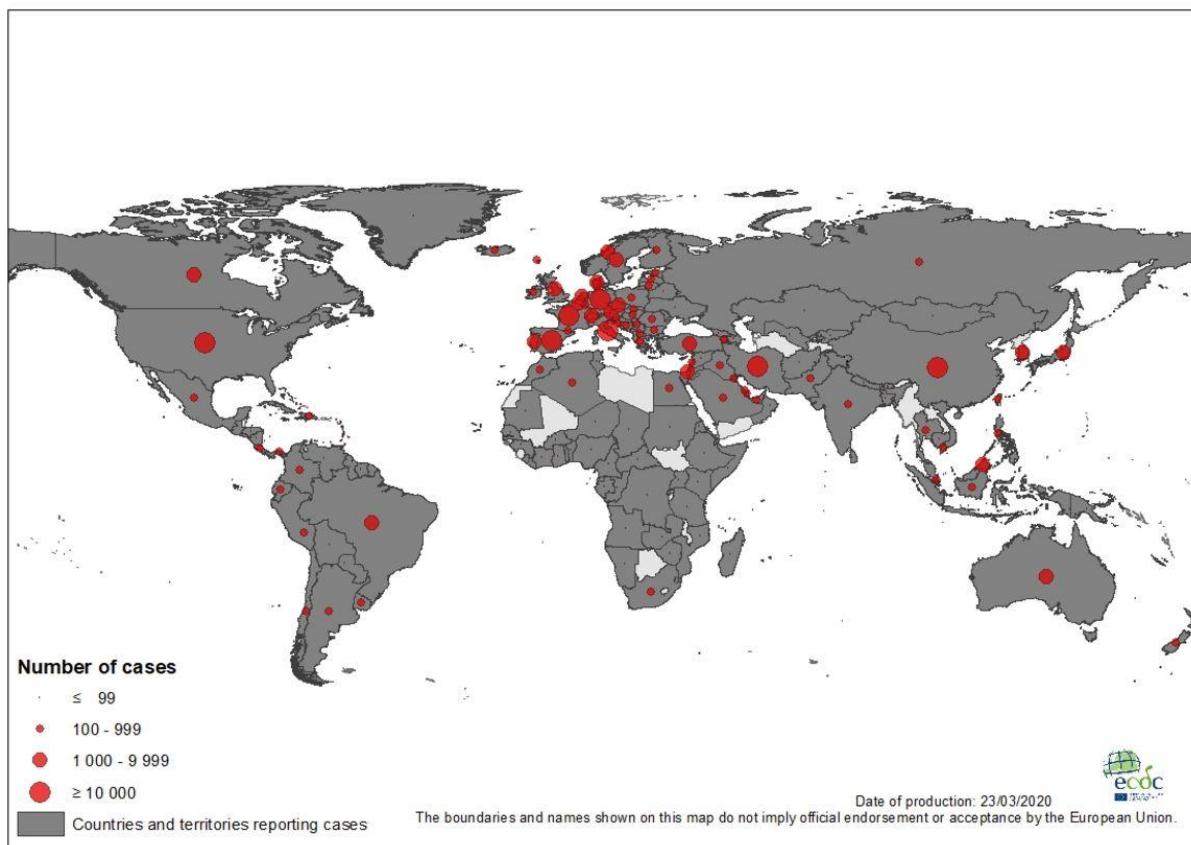 Number of cases
≤ 99
100 - 999
1 000 - 9 999
≥ 10 000
Countries and territories reporting cases
ecdc
Date of production: 23/03/2020
The boundaries and names shown on this map do not imply official endorsement or acceptance by the European Union.